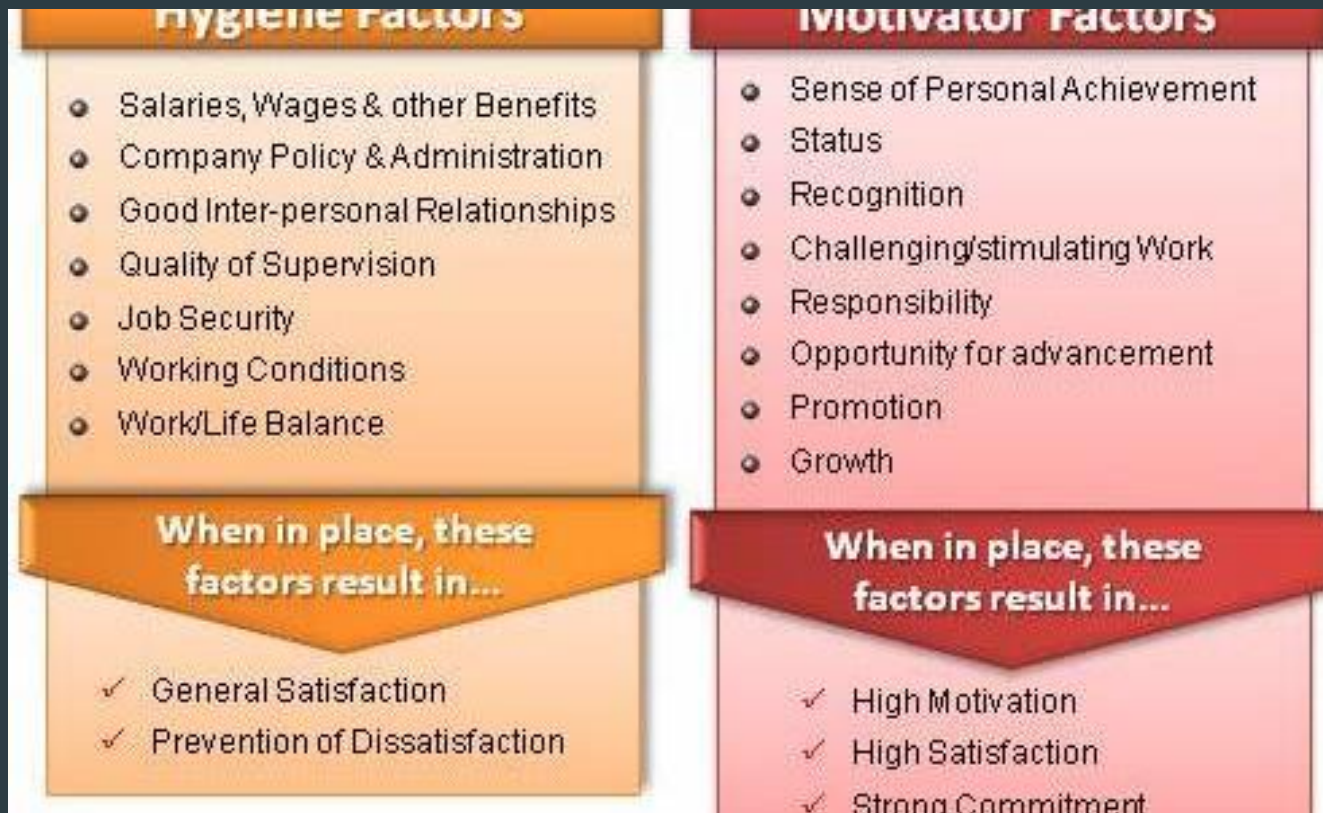 Hygiene Factors
Salaries, Wages & other Benefits
Company Policy & Administration
Good Inter-personal Relationships
Quality of Supervision
Job Security
Working Conditions
Work/Life Balance
When in place, these
factors result in...
General Satisfaction
Prevention of Dissatisfaction
Motivator Factors
Sense of Personal Achievement
Status
Recognition
Challenging/stimulating Work
Responsibility
Opportunity for advancement
Promotion
Growth
When in place, these
factors result in...
High Motivation
High Satisfaction
Strong Commitment